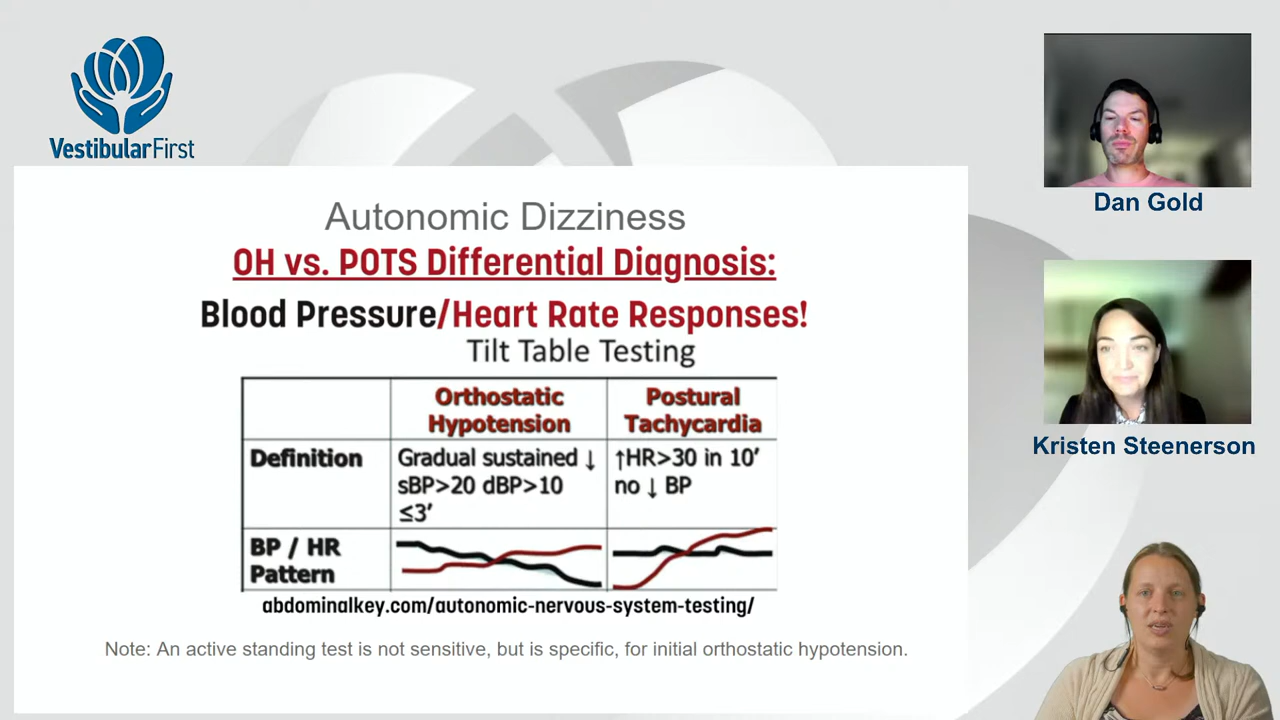 VestibularFirst
Autonomic Dizziness
OH vs. POTS Differential Diagnosis:
Blood Pressure/Heart Rate Responses!
Tilt Table Testing
Orthostatic
Hypotension
Postural
Tachycardia
Definition
Gradual sustained ↓
sBP>20 dBP>10
≤3’
↑HR>30 in 10’
no ↓ BP
BP / HR
Pattern
abdominalkey.com/autonomic-nervous-system-testing/
Note: An active standing test is not sensitive, but is specific, for initial orthostatic hypotension.
Dan Gold
Kristen Steenerson